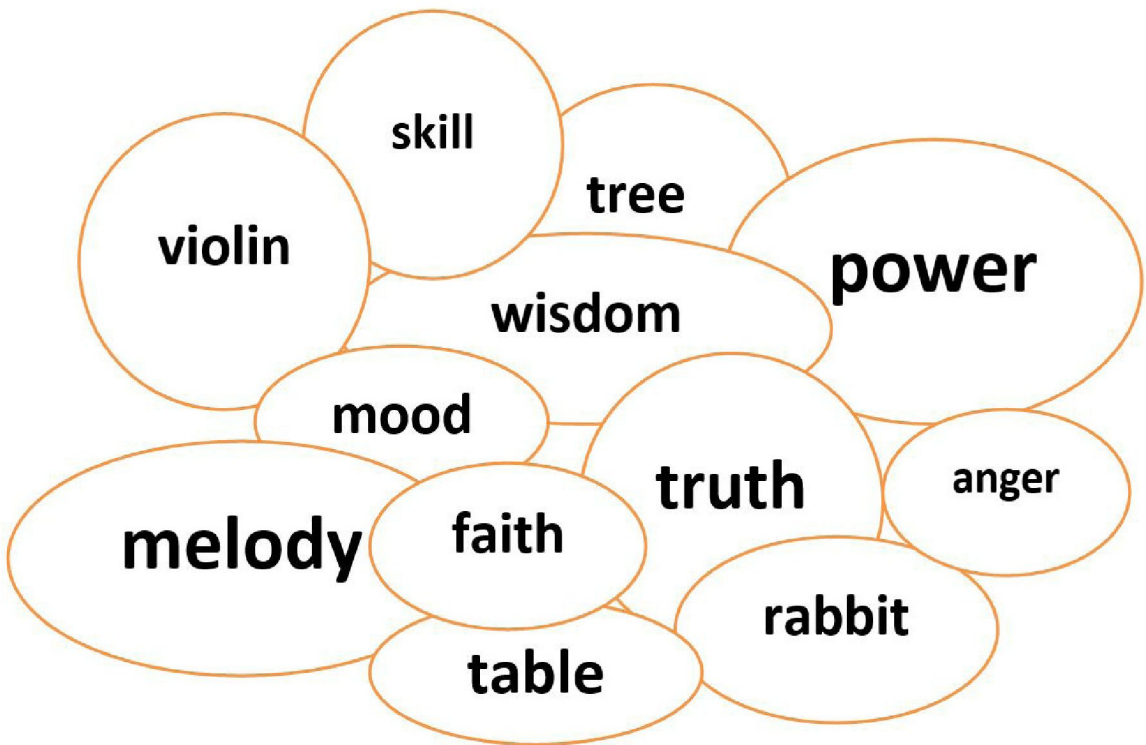 skill
tree
violin
power
wisdom
mood
truth
anger
melody
faith
rabbit
table